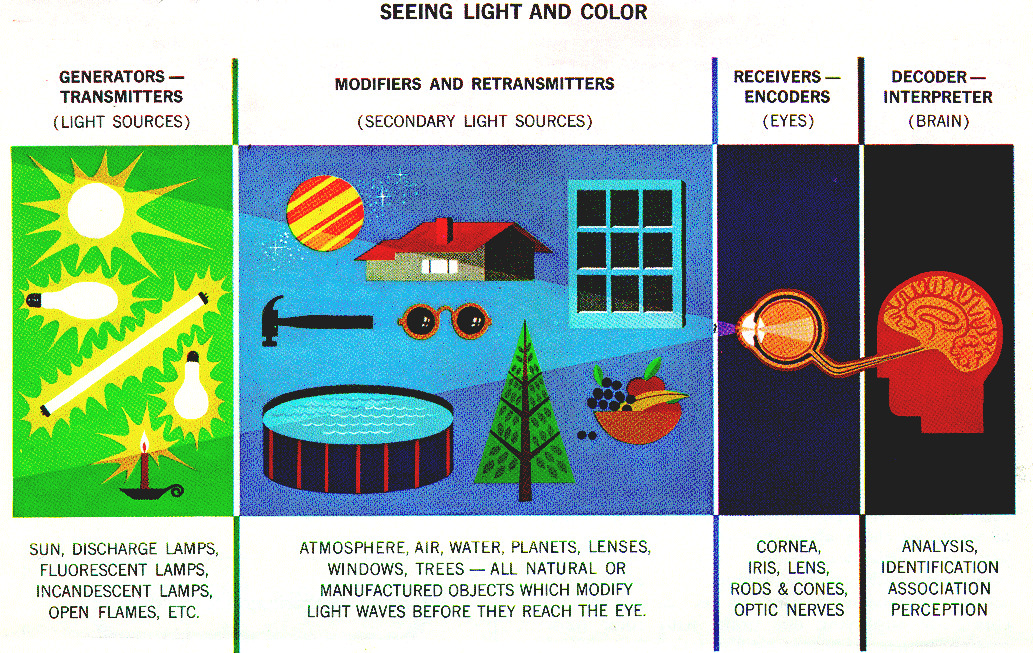 SEEING LIGHT AND COLOR
GENERATORS—
TRANSMITTERS
(LIGHT SOURCES)
MODIFIERS AND RETRANSMITTERS
(SECONDARY LIGHT SOURCES)
RECEIVERS—
ENCODERS
(EYES)
DECODER—
INTERPRETER
(BRAIN)
SUN, DISCHARGE LAMPS,
FLUORESCENT LAMPS,
INCANDESCENT LAMPS,
OPEN FLAMES, ETC.
ATMOSPHERE, AIR, WATER, PLANETS, LENSES,
WINDOWS, TREES — ALL NATURAL OR
MANUFACTURED OBJECTS WHICH MODIFY
LIGHT WAVES BEFORE THEY REACH THE EYE.
CORNEA,
IRIS, LENS,
RODS & CONES,
OPTIC NERVES
ANALYSIS,
IDENTIFICATION
ASSOCIATION
PERCEPTION